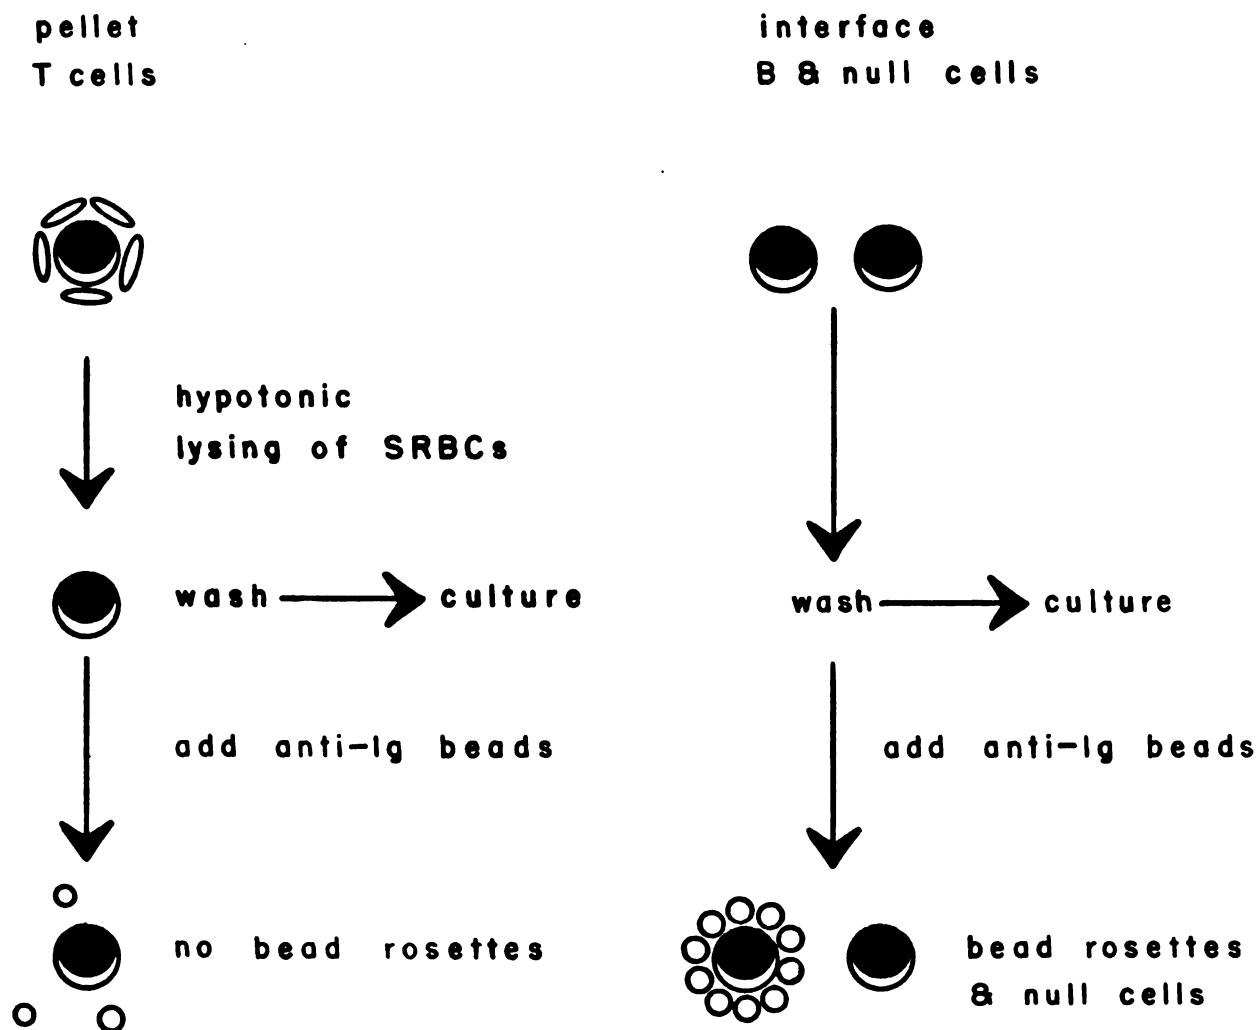 pellet
T cells
interface
B & null cells
hypotonic
lysing of SRBCs
wash
culture
wash
culture
add anti-Ig beads
add anti-Ig beads
no bead rosettes
bead rosettes
& null cells